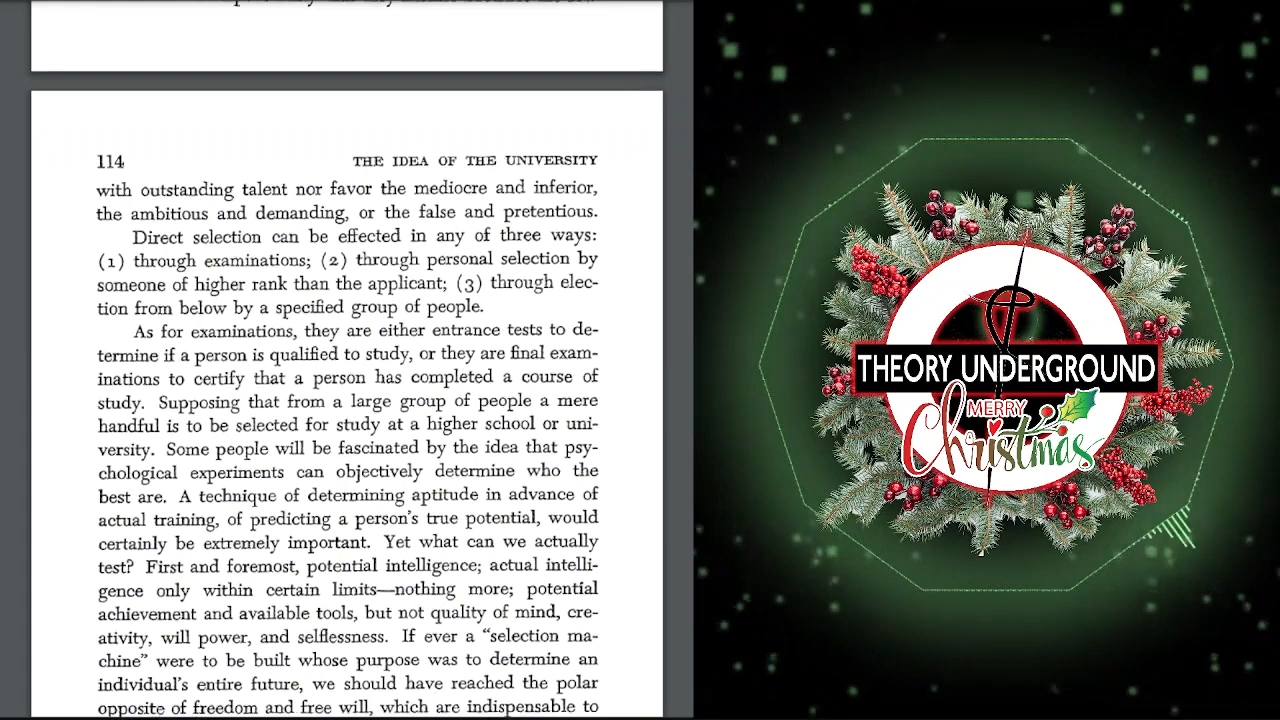 114 THE IDEA OF THE UNIVERSITY
with outstanding talent nor favor the mediocre and inferior,
the ambitious and demanding, or the false and pretentious.
Direct selection can be effected in any of three ways:
(1) through examinations; (2) through personal selection by
someone of higher rank than the applicant; (3) through elec-
tion from below by a specified group of people.
As for examinations, they are either entrance tests to de-
termine if a person is qualified to study, or they are final exam-
inations to certify that a person has completed a course of
study. Supposing that from a large group of people a mere
handful is to be selected for study at a higher school or uni-
versity. Some people will be fascinated by the idea that psy-
chological experiments can objectively determine who the
best are. A technique of determining aptitude in advance of
actual training, of predicting a person's true potential, would
certainly be extremely important. Yet what can we actually
test? First and foremost, potential intelligence; actual intelli-
gence only within certain limits—nothing more; potential
achievement and available tools, but not quality of mind, cre-
ativity, will power, and selflessness. If ever a “selection ma-
chine” were to be built whose purpose was to determine an
individual's entire future, we should have reached the polar
opposite of freedom and free will, which are indispensable to
THEORY UNDERGROUND
MERRY
Christmas